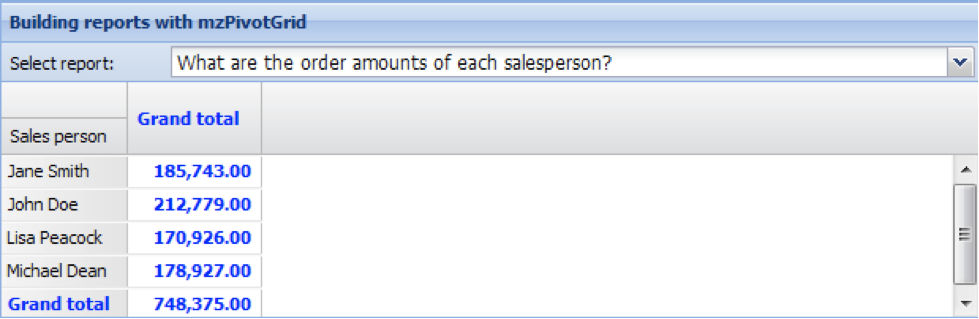 Building reports with mzPivotGrid
Select report: What are the order amounts of each salesperson?
Grand total
Sales person
Jane Smith 185,743.00
John Doe 212,779.00
Lisa Peacock 170,926.00
Michael Dean 178,927.00
Grand total 748,375.00